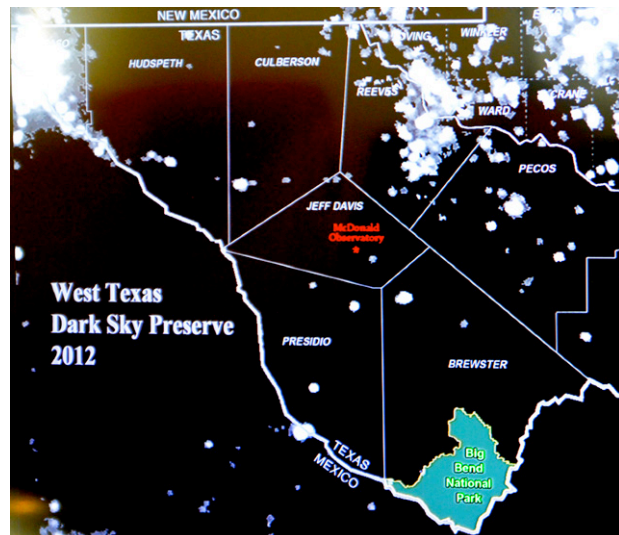 NEW MEXICO
TEXAS
HUDSPETH
CULBERSON
REEVES
WINKLER
WARD
CRANE
PECOS
JEFF DAVIS
McDonald
Observatory
West Texas
Dark Sky Preserve
2012
PRESIDIO
BREWSTER
TEXAS
MEXICO
Big
Bend
National
Park